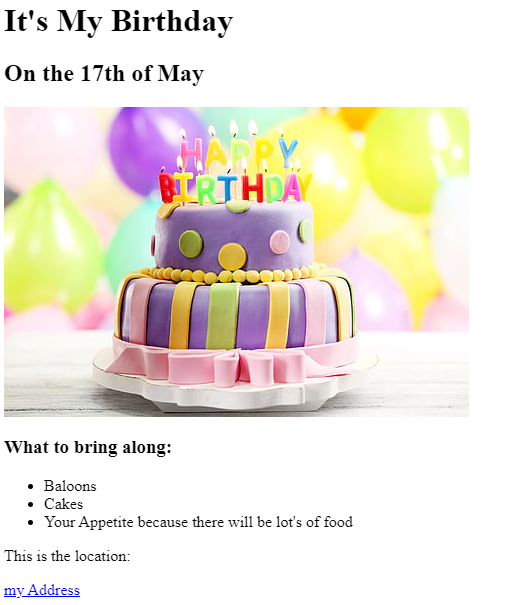 It's My Birthday
On the 17th of May
HAPPY
BIRTHDAY
What to bring along:
Baloons
Cakes
Your Appetite because there will be lot's of food
This is the location:
my Address